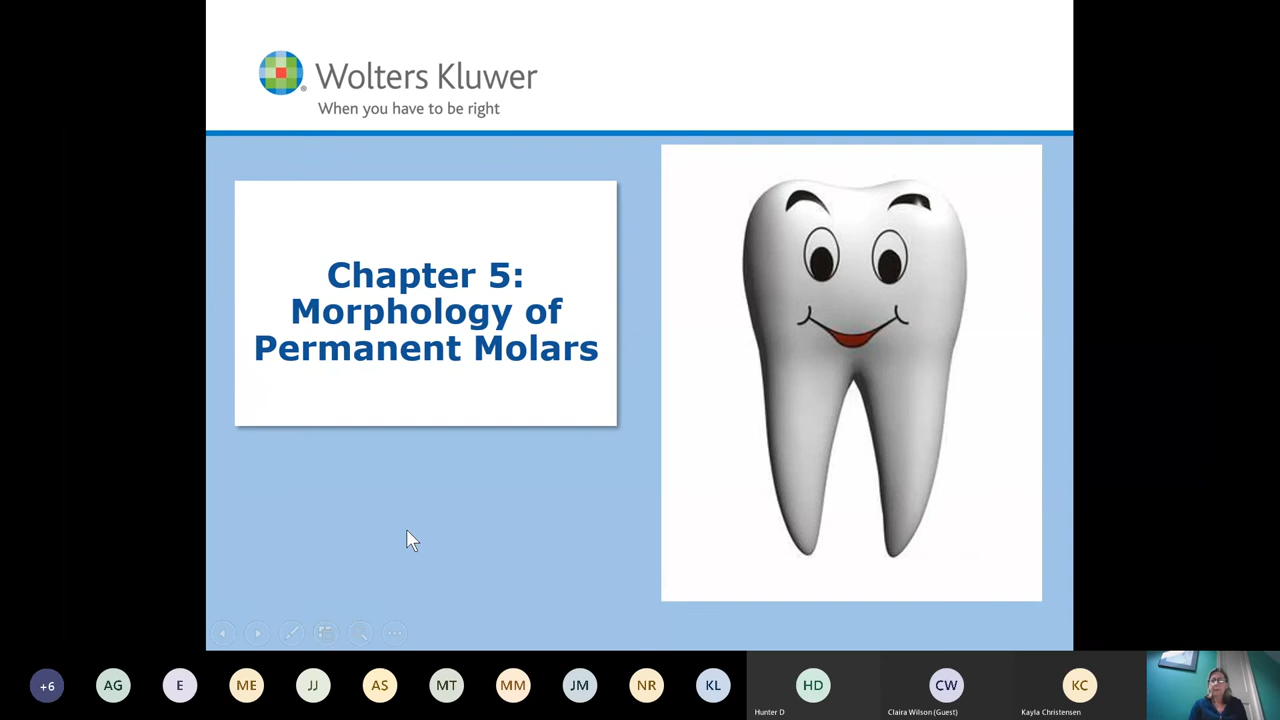 Wolters Kluwer
When you have to be right
Chapter 5:
Morphology of
Permanent Molars
+6
AG
E
ME
JJ
AS
MT
MM
JM
NR
KL
HD
CW
KC
Hunter D
Claira Wilson (Guest)
Kayla Christensen